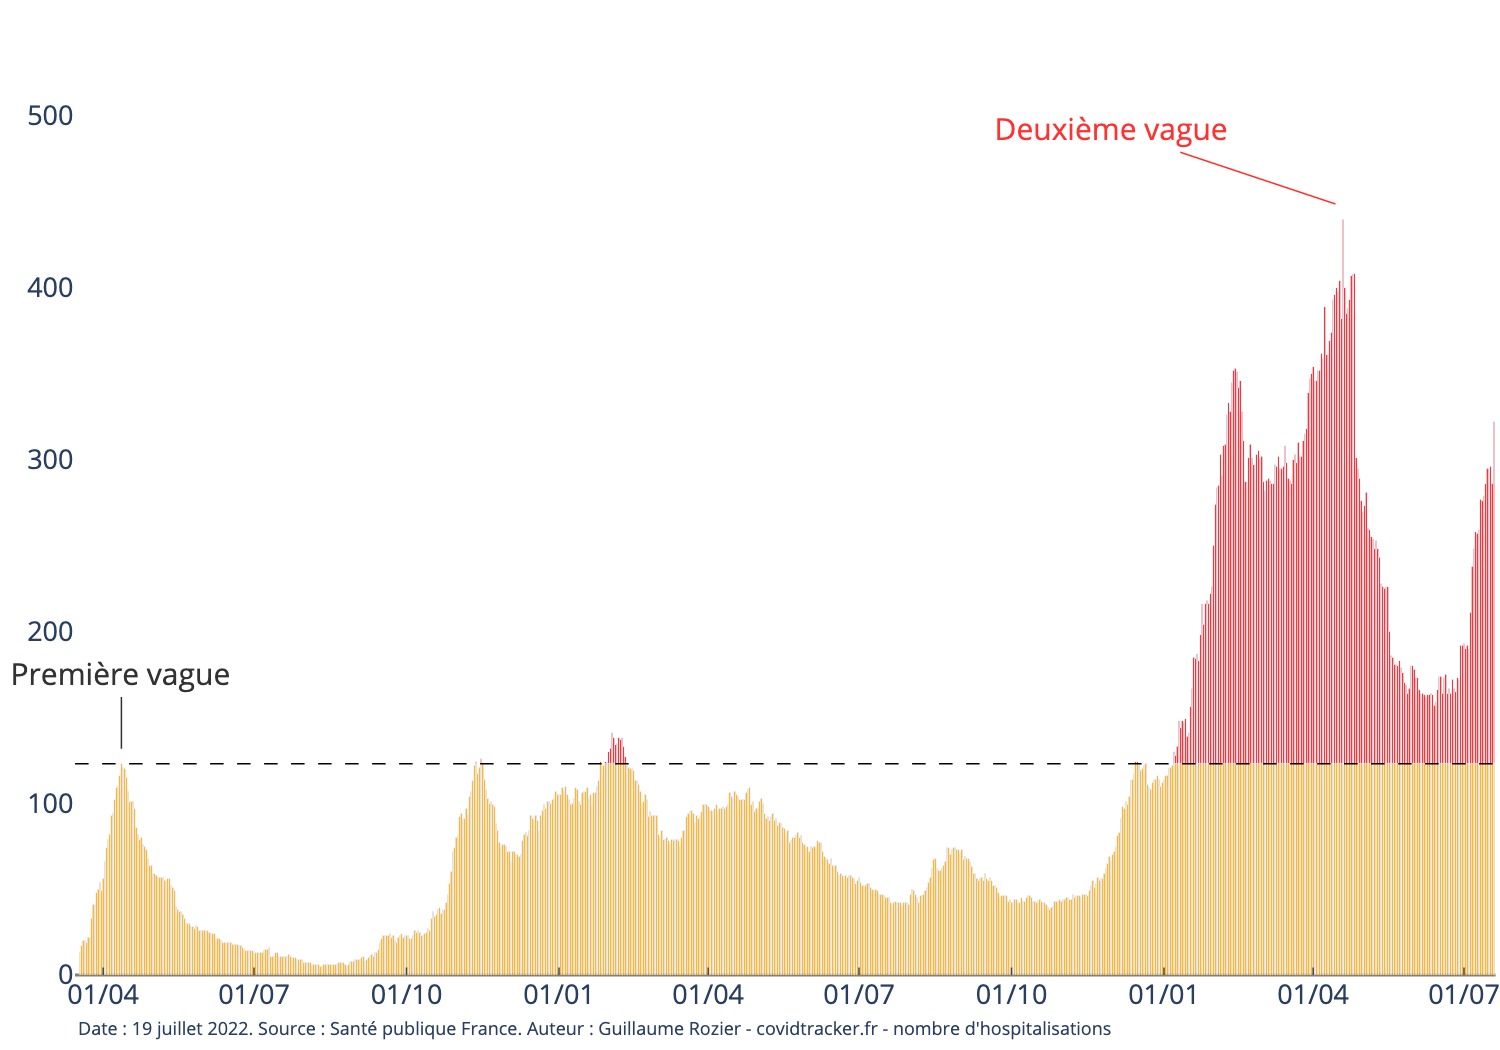 500
Deuxième vague
400
300
200
Première vague
100
0
01/04 01/07 01/10 01/01 01/04 01/07 01/10 01/01 01/04 01/07
Date : 19 juillet 2022. Source : Santé publique France. Auteur : Guillaume Rozier - covidtracker.fr - nombre d'hospitalisations